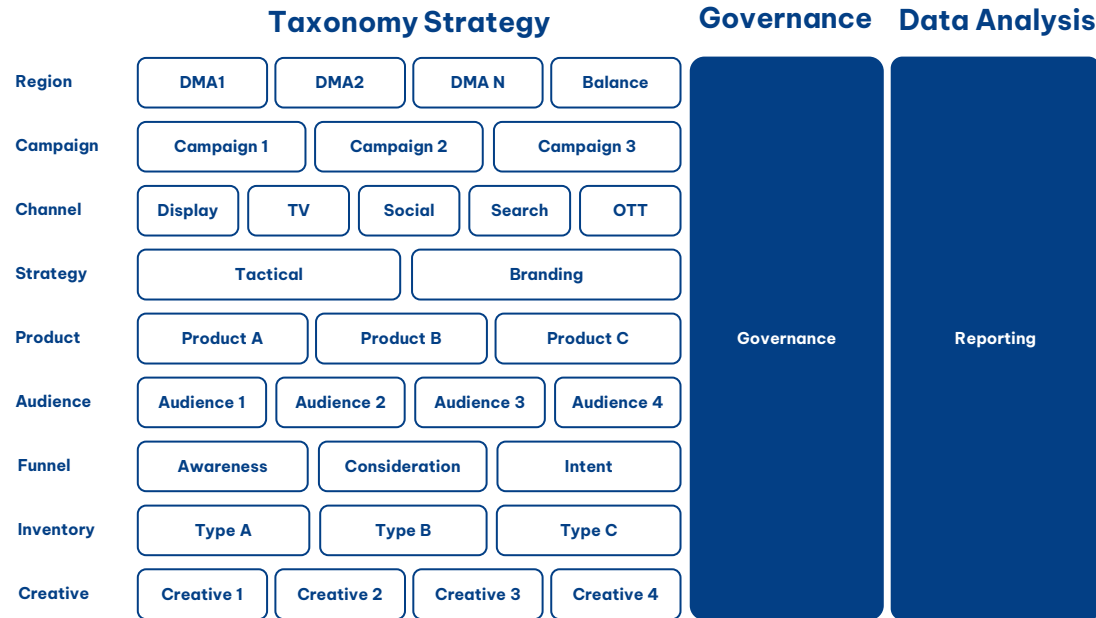 Taxonomy Strategy
Governance
Data Analysis
Region
DMA1
DMA2
DMA N
Balance
Campaign
Campaign 1
Campaign 2
Campaign 3
Channel
Display
TV
Social
Search
OTT
Strategy
Tactical
Branding
Product
Product A
Product B
Product C
Governance
Reporting
Audience
Audience 1
Audience 2
Audience 3
Audience 4
Funnel
Awareness
Consideration
Intent
Inventory
Type A
Type B
Type C
Creative
Creative 1
Creative 2
Creative 3
Creative 4